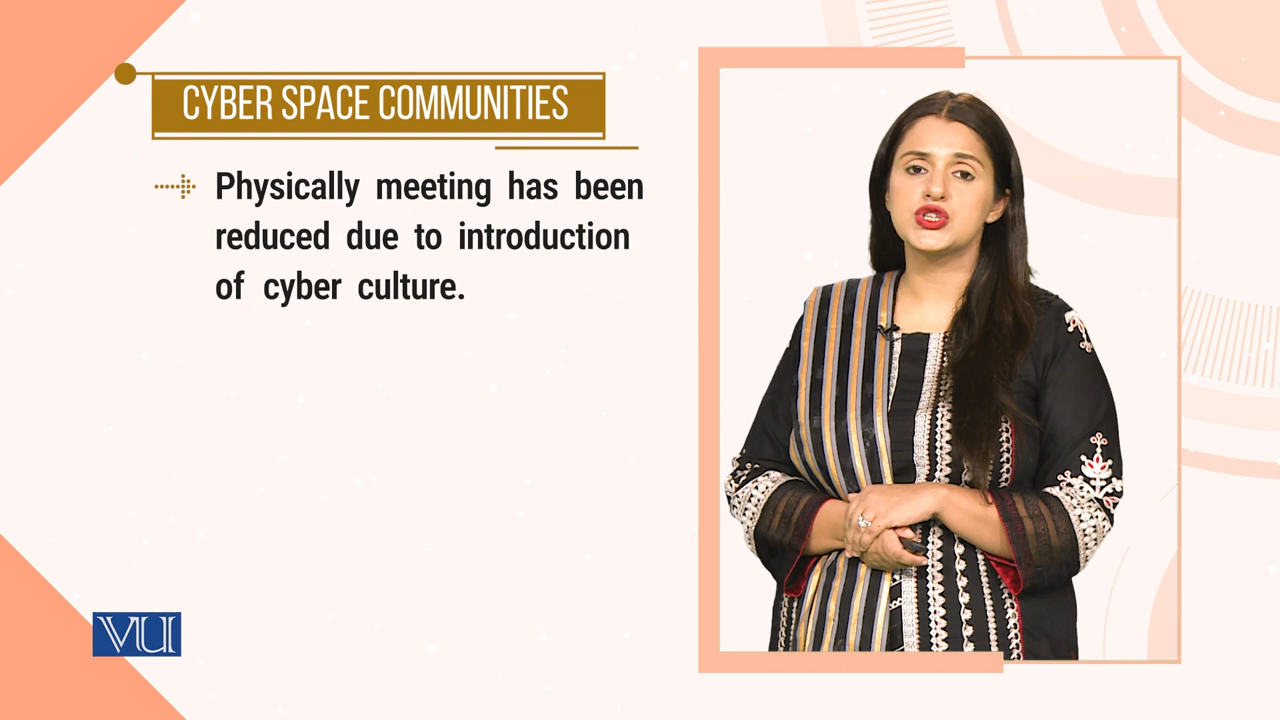 CYBER SPACE COMMUNITIES
Physically meeting has been
reduced due to introduction
of cyber culture.
VU